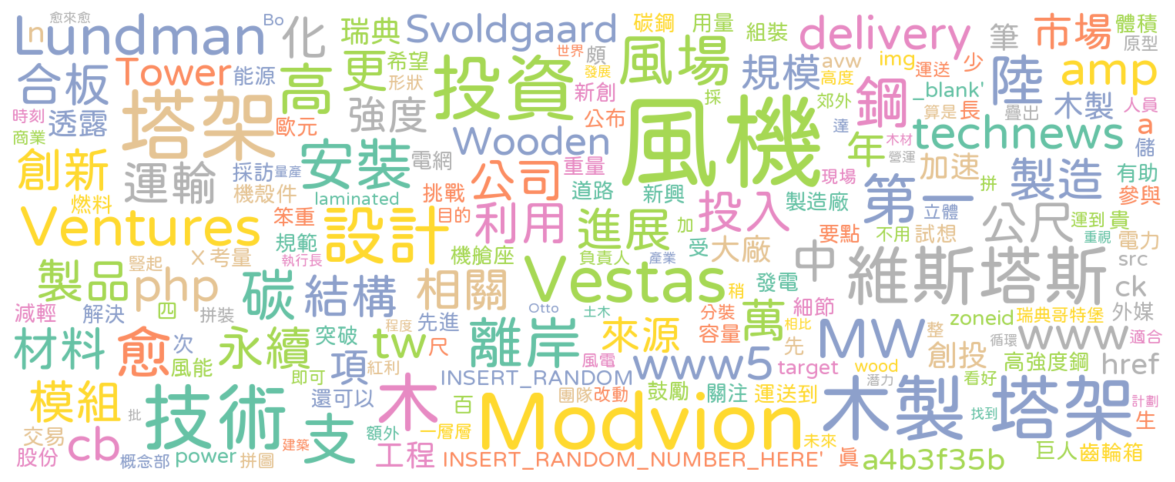 愈來愈 Bo 瑞典 Svoldgaard 碳鋼 用量 組裝 delivery 市場 體積 原型
Lundman n 化 希望 世界 頗 風場 avw img 筆 amp
合板 Tower 能源 高 更 形狀 投資 發展 新創 採 規模 高度 運送 少 陸
時刻 透露 歐元 強度 公布 郊外 鋼 _blank' 木製 人員
商業 塔架 採訪 量產 Wooden 風機 達 算是 長 technews a 儲
創新 運輸 安裝 電網 重量 年 木材 營運 加速 有助
燃料 機殼件 laminated 挑戰 公司 道路 新興 投入 現場 製造廠 第一 拼 製造 參與
Ventures 笨重 設計 目的 利用 進展 加 立體 公尺 運到 貴
X 考量 規範 執行長 機艙座 負責人 受 大廠 要點 不用 試想 重視 電力
製品 豎起 php 碳 結構 相關 Vestas 產業 發電 中 維斯塔斯 src
減輕 解決 四 拼裝 Otto 土木 稍 分裝 細節 ck 外媒
材料 愈 次 永續 突破 先進 離岸 來源 容量 萬 MW zoneid 瑞典哥特堡 www 適合
風能 tw 項 程度 尺 風電 www5 相比 先 整 創投 循環 高強度鋼 href
模組 即可 紅利 INSERT_RANDOM target wood 潛力 看好
批 技術 支 還可以 木 百 團隊 改動 鼓勵 關注 運送到 木製 塔架 找到 計劃
交易 cb 額外 一層層 Modvion 未來 生
股份 概念部 power 拼圖 建築 工程 INSERT_RANDOM_NUMBER_HERE' 真 a4b3f35b 巨人 齒輪箱
疊出